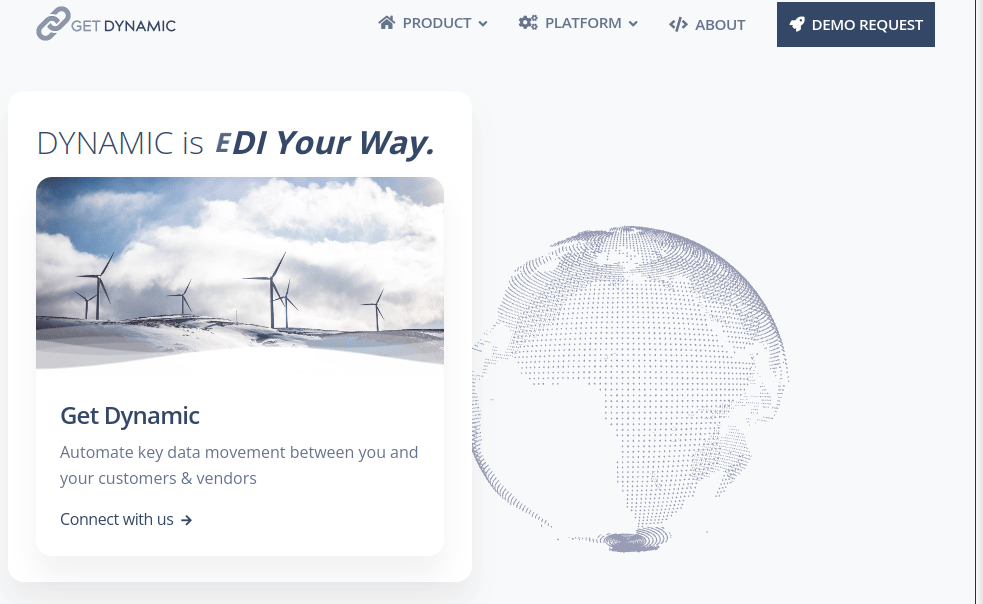 GET DYNAMIC
PRODUCT
PLATFORM
ABOUT
DEMO REQUEST
DYNAMIC is EDI Your Way.
Get Dynamic
Automate key data movement between you and
your customers & vendors
Connect with us